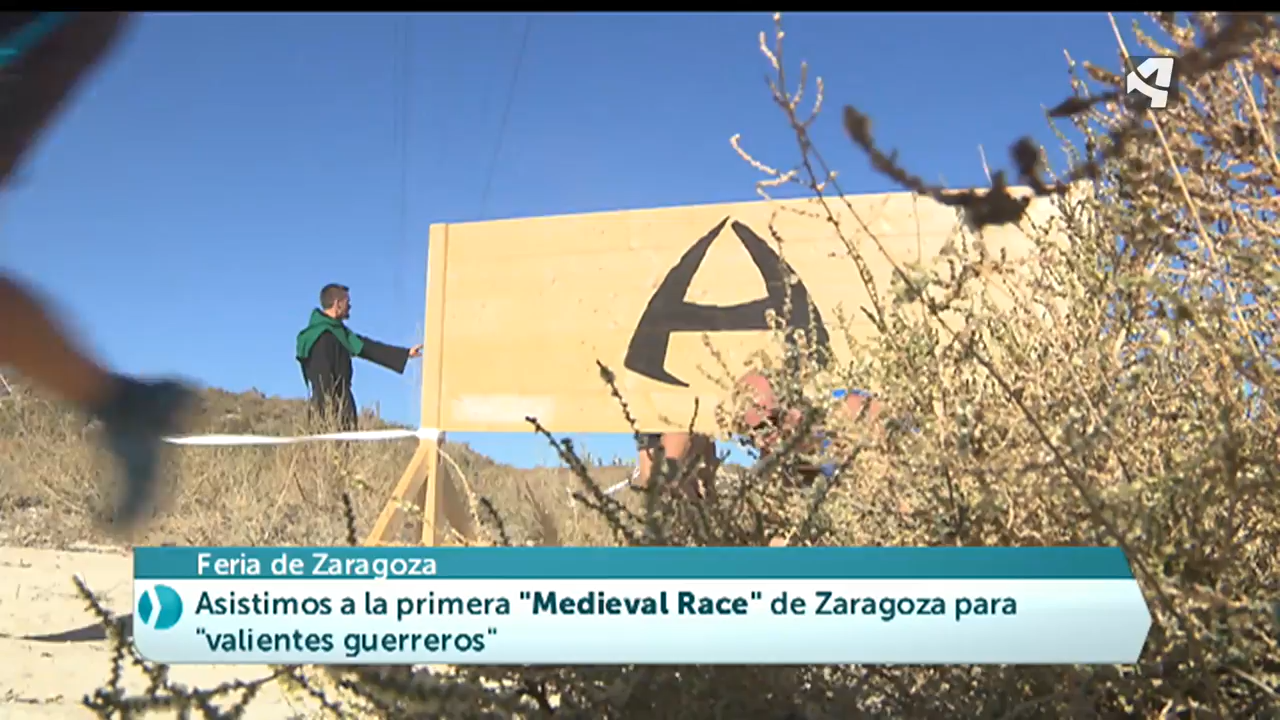 A
Feria de Zaragoza
Asistimos a la primera "Medieval Race" de Zaragoza para
"valientes guerreros"